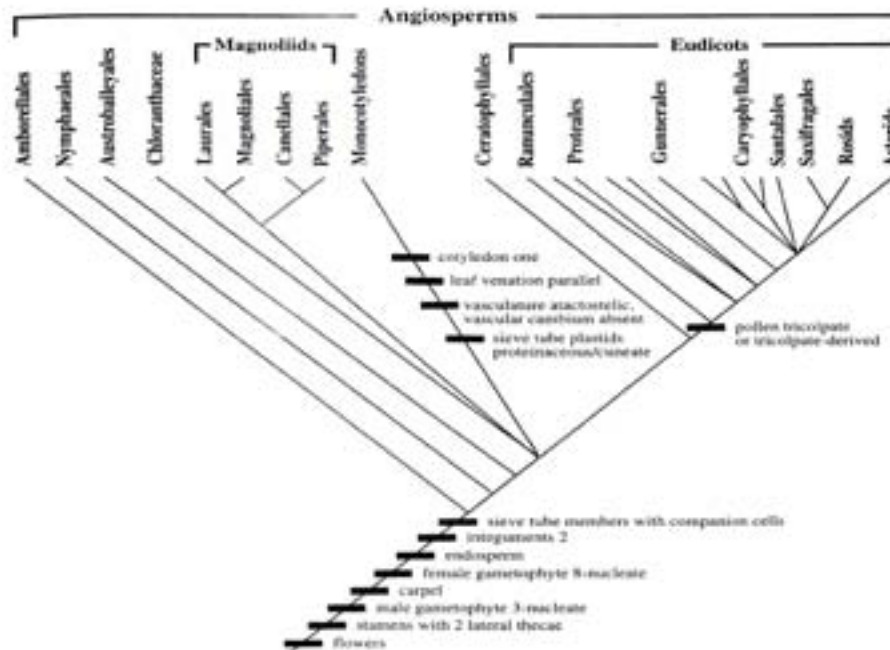 Angiosperms
Magnoliids
Eudicots
Amborellales
Nymphaeales
Austrobaileyales
Chloranthaceae
Laurales
Magnoliales
Canellales
Piperales
Monocotyledons
Ceratophyllales
Ranunculales
Proteales
Gunnerales
Caryophyllales
Santalales
Saxifragales
Rosids
Asterids
cotyledon one
leaf venation parallel
vasculature atactostelic,
vascular cambium absent
sieve tube plastids
proteinaceous/cuneate
pollen tricolpate
or tricolpate-derived
sieve tube members with companion cells
integuments 2
endosperm
female gametophyte 8-nucleate
carpel
male gametophyte 3-nucleate
stamens with 2 lateral thecae
flowers